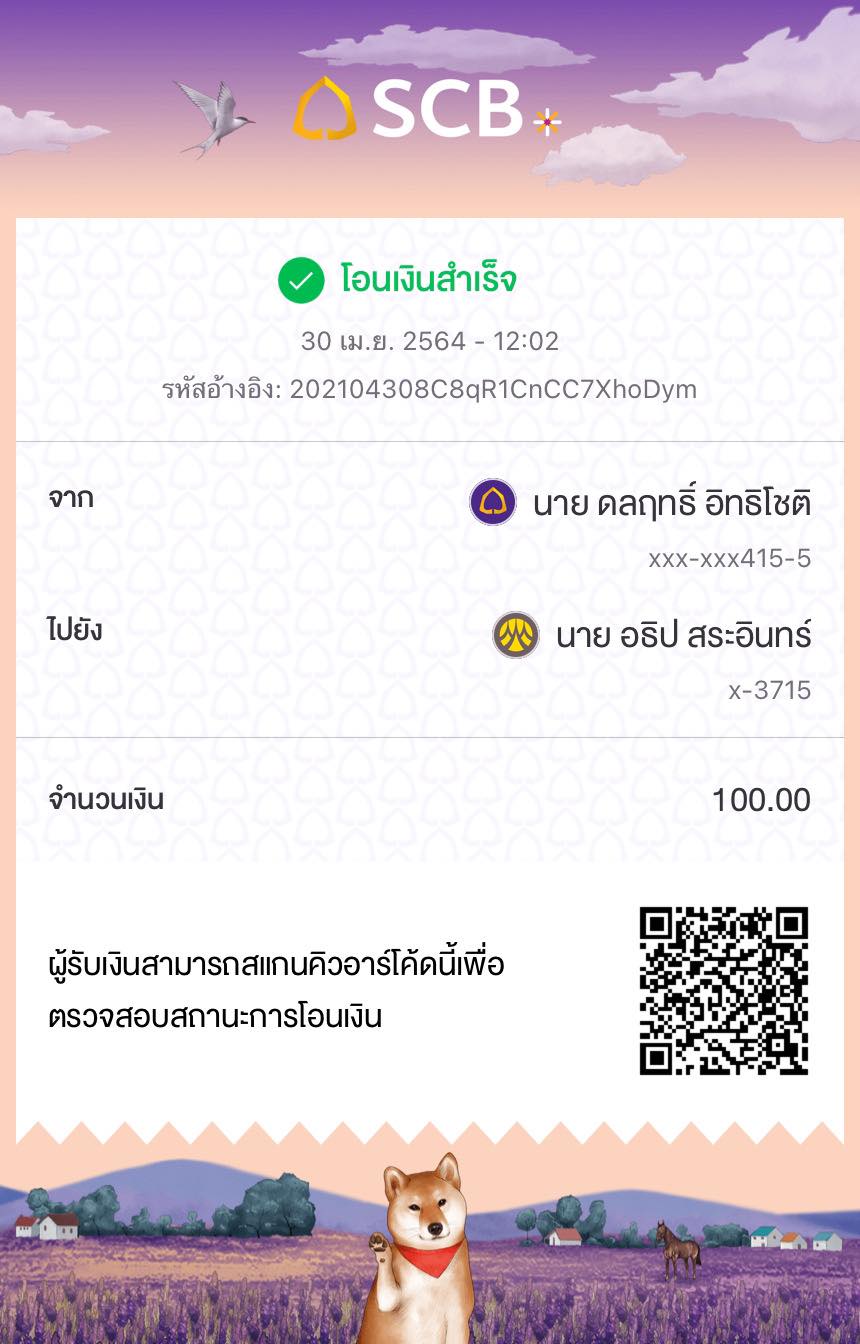 SCB
โอนเงินสำเร็จ
30 เม.ย. 2564 - 12:02
รหัสอ้างอิง: 202104308C8qR1CnCC7XhoDym
จาก
นาย ดลฤทธิ์ อิทธิโชติ
xxx-xxx415-5
ไปยัง
นาย อธิป สระอินทร์
x-3715
จำนวนเงิน
100.00
ผู้รับเงินสามารถสแกนคิวอาร์โค้ดนี้เพื่อ
ตรวจสอบสถานะการโอนเงิน